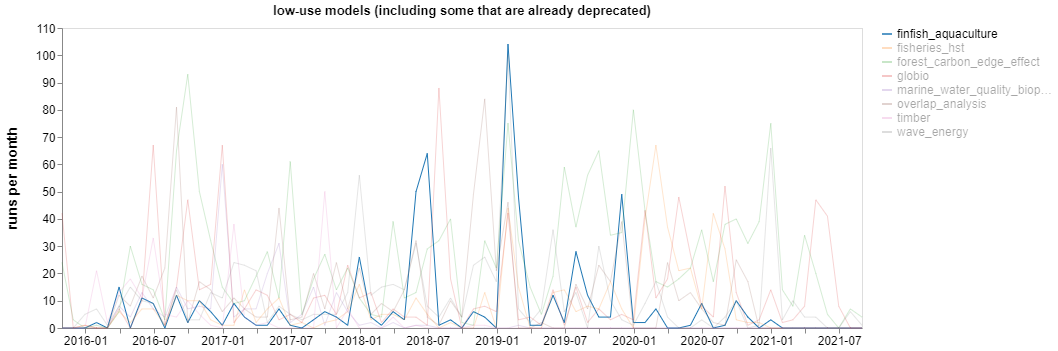 low-use models (including some that are already deprecated)
runs per month
110
100
90
80
70
60
50
40
30
20
10
0
2016-01
2016-07
2017-01
2017-07
2018-01
2018-07
2019-01
2019-07
2020-01
2020-07
2021-01
2021-07
finfish_aquaculture
fisheries_hst
forest_carbon_edge_effect
globio
marine_water_quality_biop…
overlap_analysis
timber
wave_energy